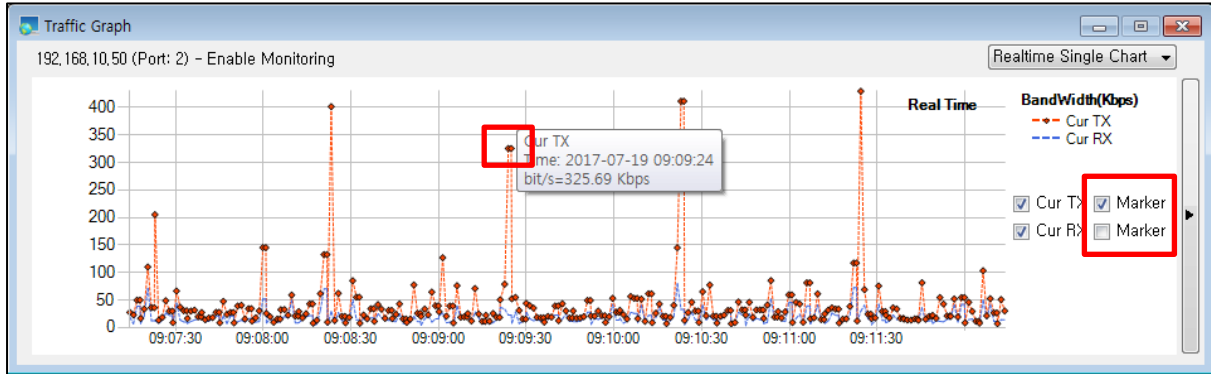 Traffic Graph
192,168,10,50 (Port: 2) - Enable Monitoring
Realtime Single Chart
400
350
300
250
200
150
100
50
0
Real Time
BandWidth(Kbps)
Cur TX
Cur RX
Cur TX
Time: 2017-07-19 09:09:24
bit/s=325.69 Kbps
Cur TX Marker
Cur RX Marker
09:07:30 09:08:00 09:08:30 09:09:00 09:09:30 09:10:00 09:10:30 09:11:00 09:11:30